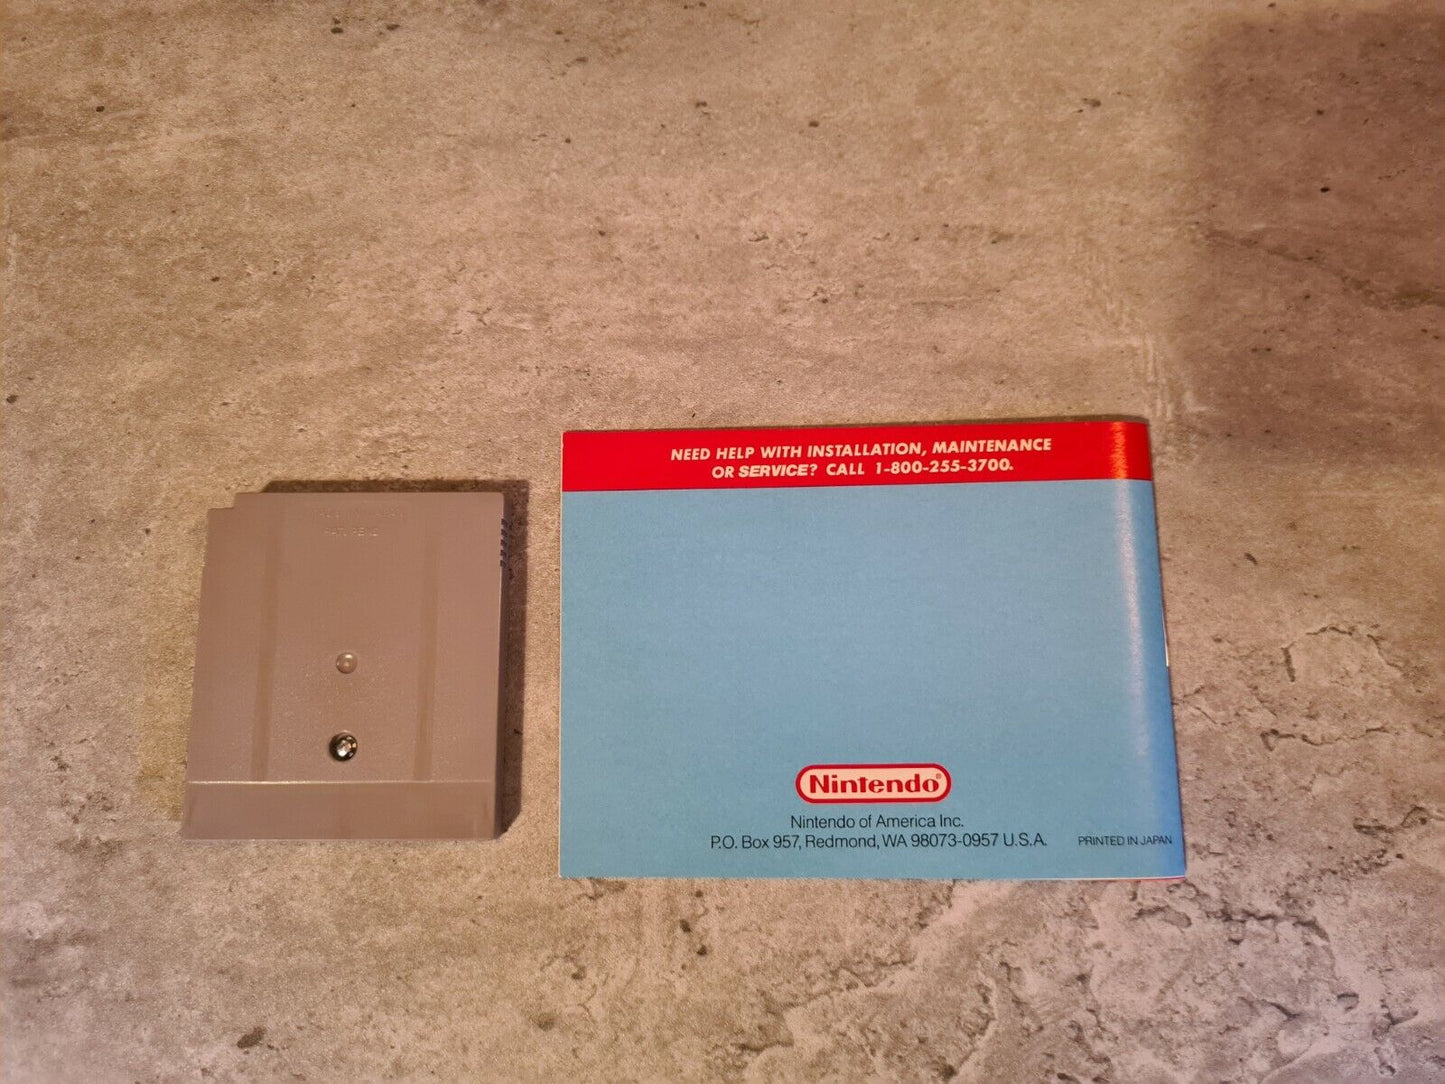 NEED HELP WITH INSTALLATION, MAINTENANCE
OR SERVICE? CALL 1-800-255-3700.
Nintendo®
Nintendo of America Inc.
P.O. Box 957, Redmond, WA 98073-0957 U.S.A.
PRINTED IN JAPAN